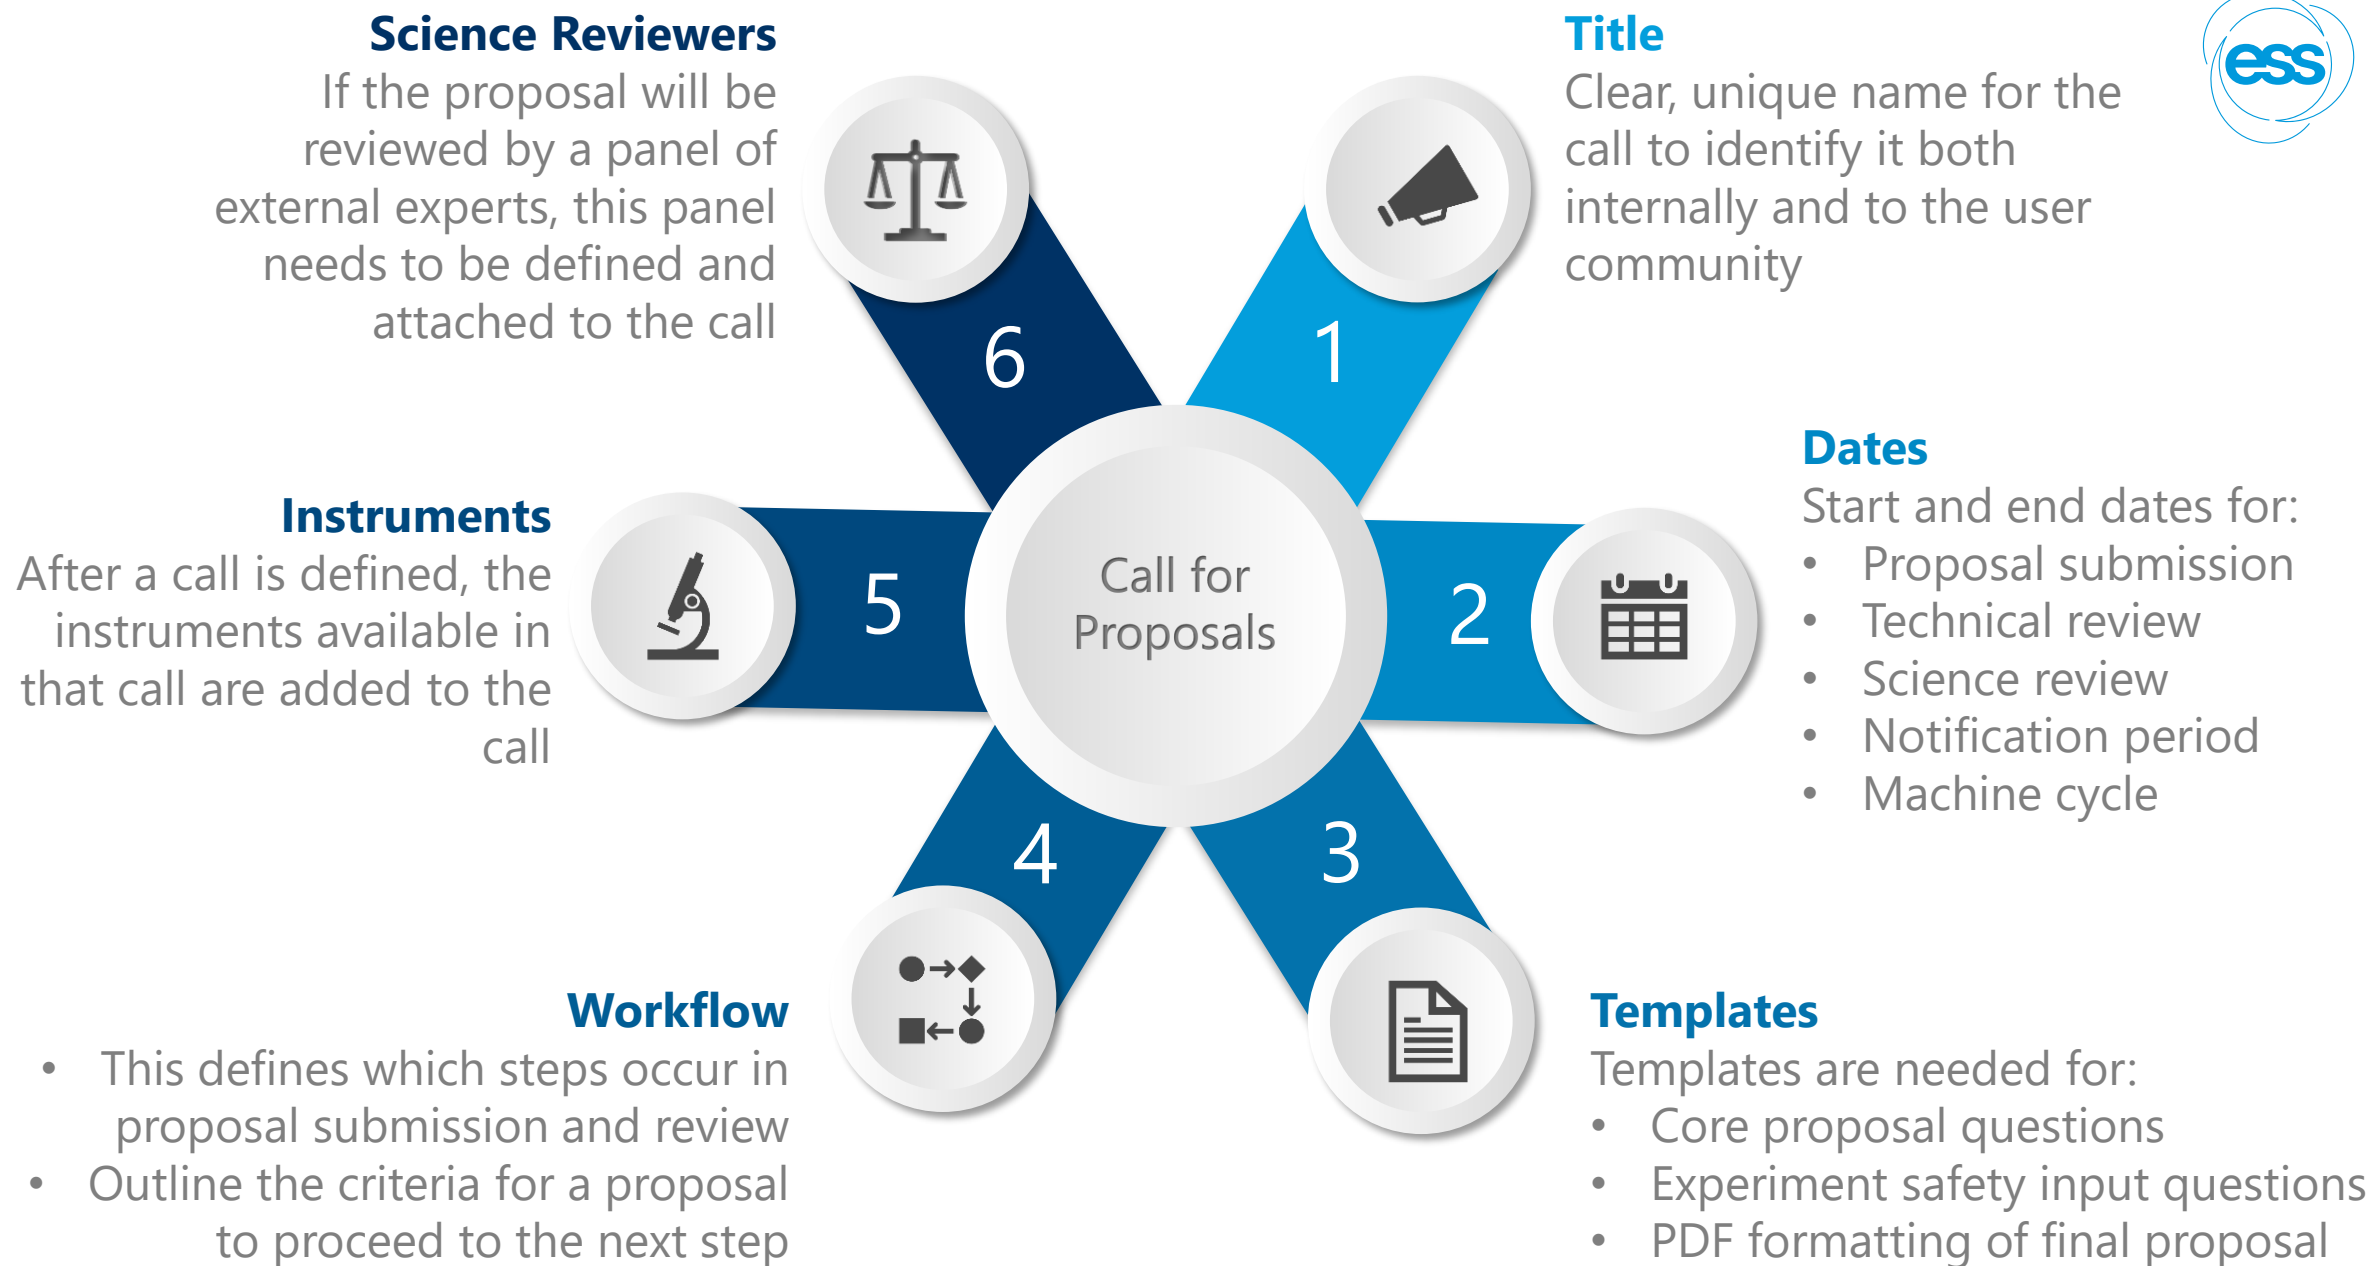 Science Reviewers
If the proposal will be
reviewed by a panel of
external experts, this panel
needs to be defined and
attached to the call
Title
Clear, unique name for the
call to identify it both
internally and to the user
community
ess
6
1
Dates
Start and end dates for:
• Proposal submission
• Technical review
• Science review
• Notification period
• Machine cycle
Instruments
After a call is defined, the
instruments available in
that call are added to the
call
5
Call for
Proposals
2
4
3
Workflow
• This defines which steps occur in
proposal submission and review
• Outline the criteria for a proposal
to proceed to the next step
Templates
Templates are needed for:
• Core proposal questions
• Experiment safety input questions
• PDF formatting of final proposal